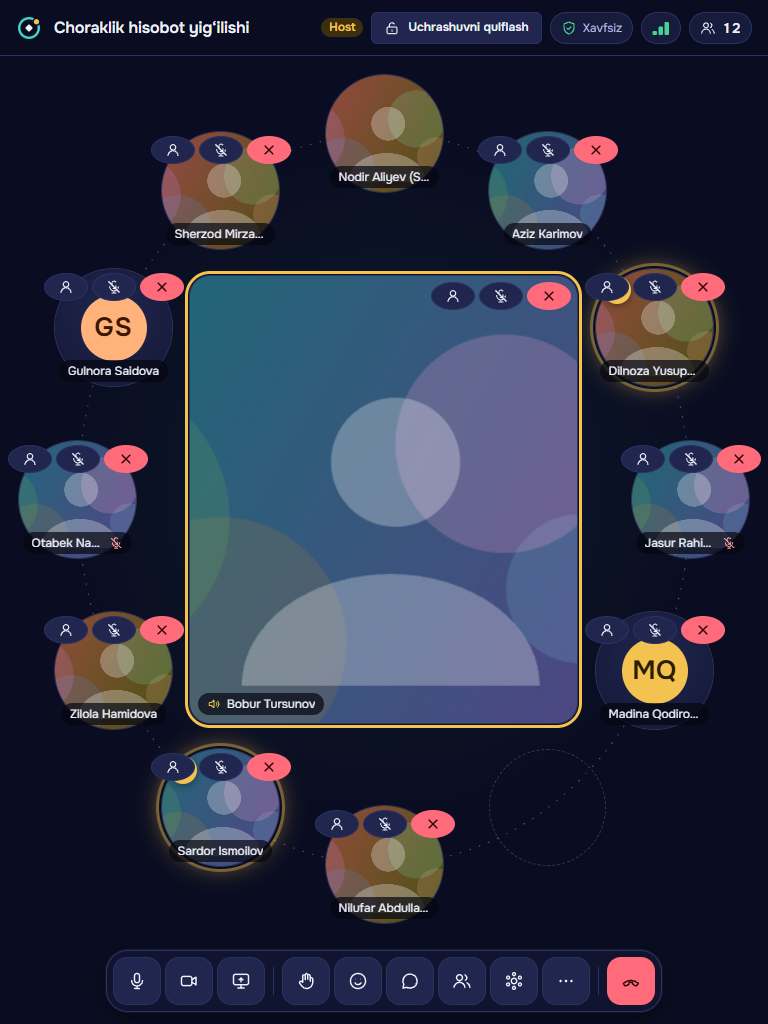 Choraklik hisobot yig‘ilishi
Host
Uchrashuvni qulflash
Xavfsiz
12
Nodir Aliyev (S...
Sherzod Mirza...
Aziz Karimov
GS
Gulnora Saidova
Dilnoza Yusup...
Otabek Na...
Jasur Rahi...
Zilola Hamidova
MQ
Madina Qodiro...
Bobur Tursunov
Sardor Ismoilov
Nilufar Abdulla...